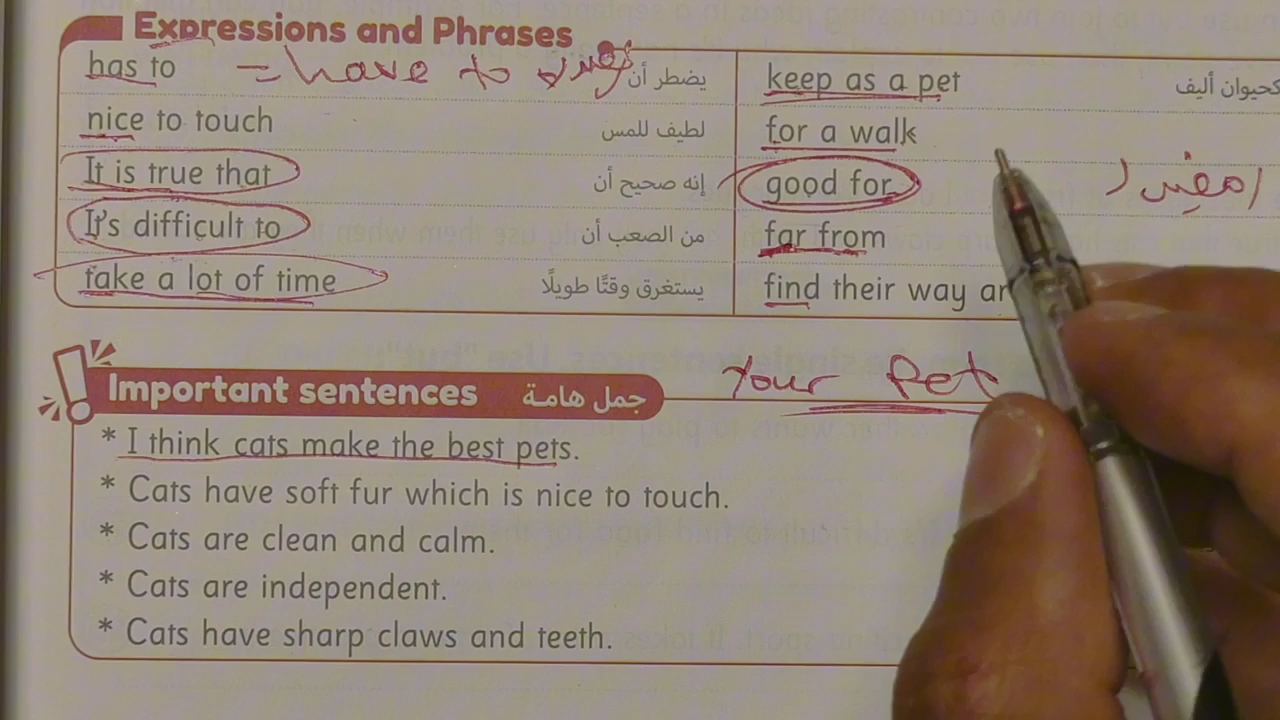 Expressions and Phrases
has to = have to يضطر أن
nice to touch لطيف للمس
It is true that إنه صحيح أن
It's difficult to من الصعب أن
take a lot of time يستغرق وقتًا طويلًا
keep as a pet كحيوان أليف
for a walk
good for
far from
find their way
Important sentences جمل هامة
Your Pet
* I think cats make the best pets.
* Cats have soft fur which is nice to touch.
* Cats are clean and calm.
* Cats are independent.
* Cats have sharp claws and teeth.